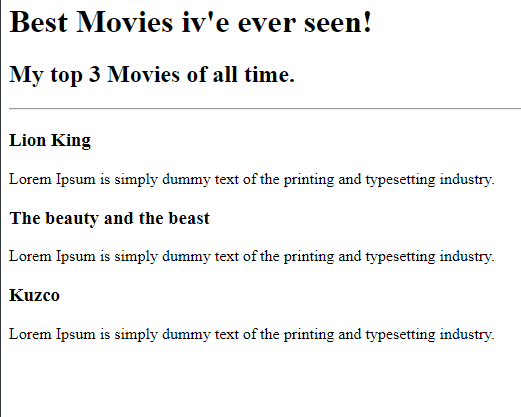 Best Movies iv'e ever seen!
My top 3 Movies of all time.
Lion King
Lorem Ipsum is simply dummy text of the printing and typesetting industry.
The beauty and the beast
Lorem Ipsum is simply dummy text of the printing and typesetting industry.
Kuzco
Lorem Ipsum is simply dummy text of the printing and typesetting industry.